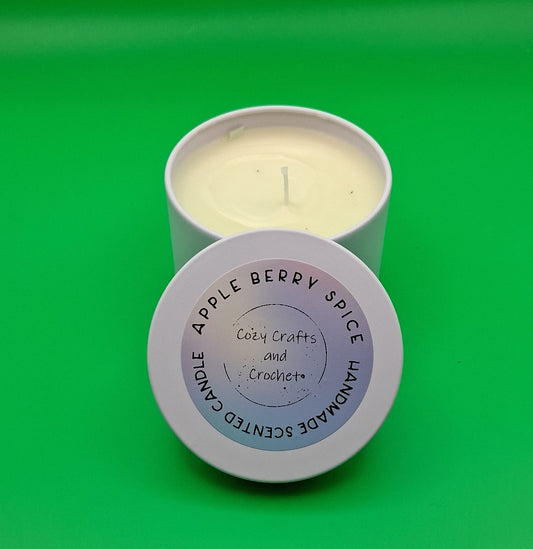 APPLE BERRY SPICE
Cozy Crafts
and
Crochet
HANDMADE SCENTED CANDLE